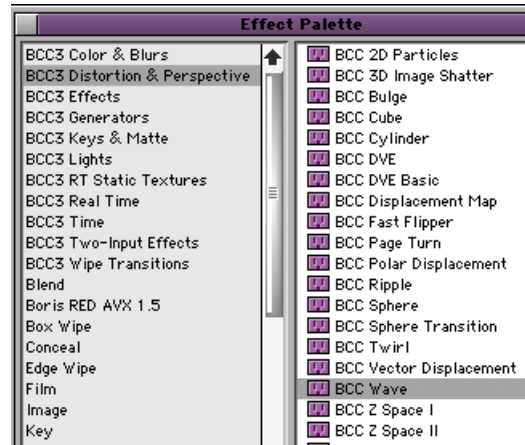 Effect Palette
BCC3 Color & Blurs
BCC3 Distortion & Perspective
BCC3 Effects
BCC3 Generators
BCC3 Keys & Matte
BCC3 Lights
BCC3 RT Static Textures
BCC3 Real Time
BCC3 Time
BCC3 Two-Input Effects
BCC3 Wipe Transitions
Blend
Boris RED AVX 1.5
Box Wipe
Conceal
Edge Wipe
Film
Image
Key
BCC 2D Particles
BCC 3D Image Shatter
BCC Bulge
BCC Cube
BCC Cylinder
BCC DVE
BCC DVE Basic
BCC Displacement Map
BCC Fast Flipper
BCC Page Turn
BCC Polar Displacement
BCC Ripple
BCC Sphere
BCC Sphere Transition
BCC Twirl
BCC Vector Displacement
BCC Wave
BCC Z Space I
BCC Z Space II